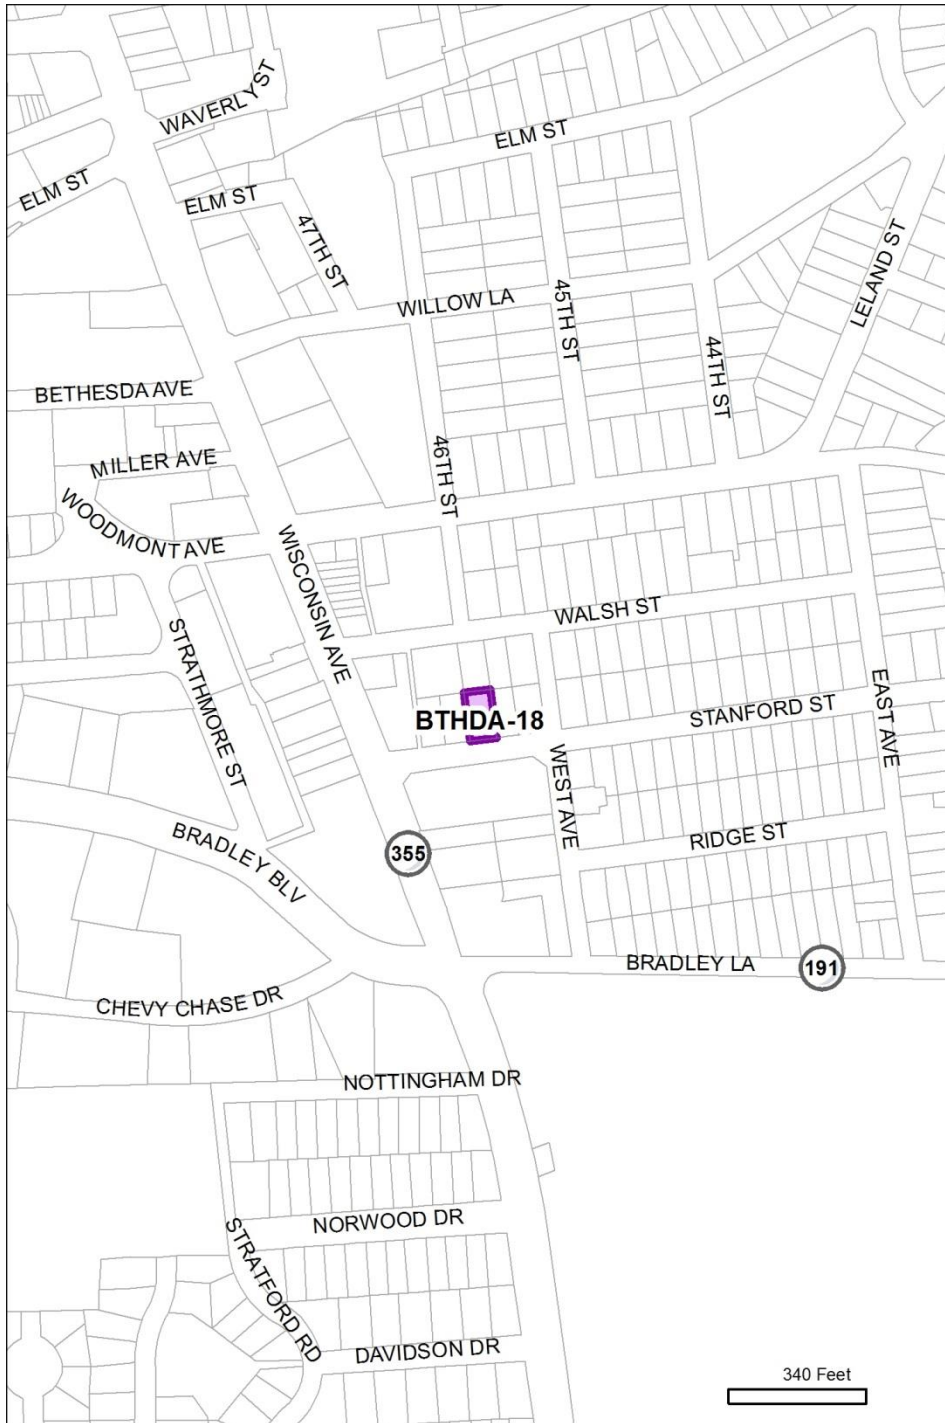 WAVERLY ST
ELM ST
ELM ST
ELM ST
47TH ST
LELAND ST
WILLOW LA
45TH ST
44TH ST
BETHESDA AVE
46TH ST
MILLER AVE
WOODMONT AVE
WISCONSIN AVE
WALSH ST
STRATHMORE ST
EAST AVE
BTHDA-18
STANFORD ST
WEST AVE
BRADLEY BLV
355
RIDGE ST
BRADLEY LA
191
CHEVY CHASE DR
NOTTINGHAM DR
NORWOOD DR
STRATFORD RD
DAVIDSON DR
340 Feet